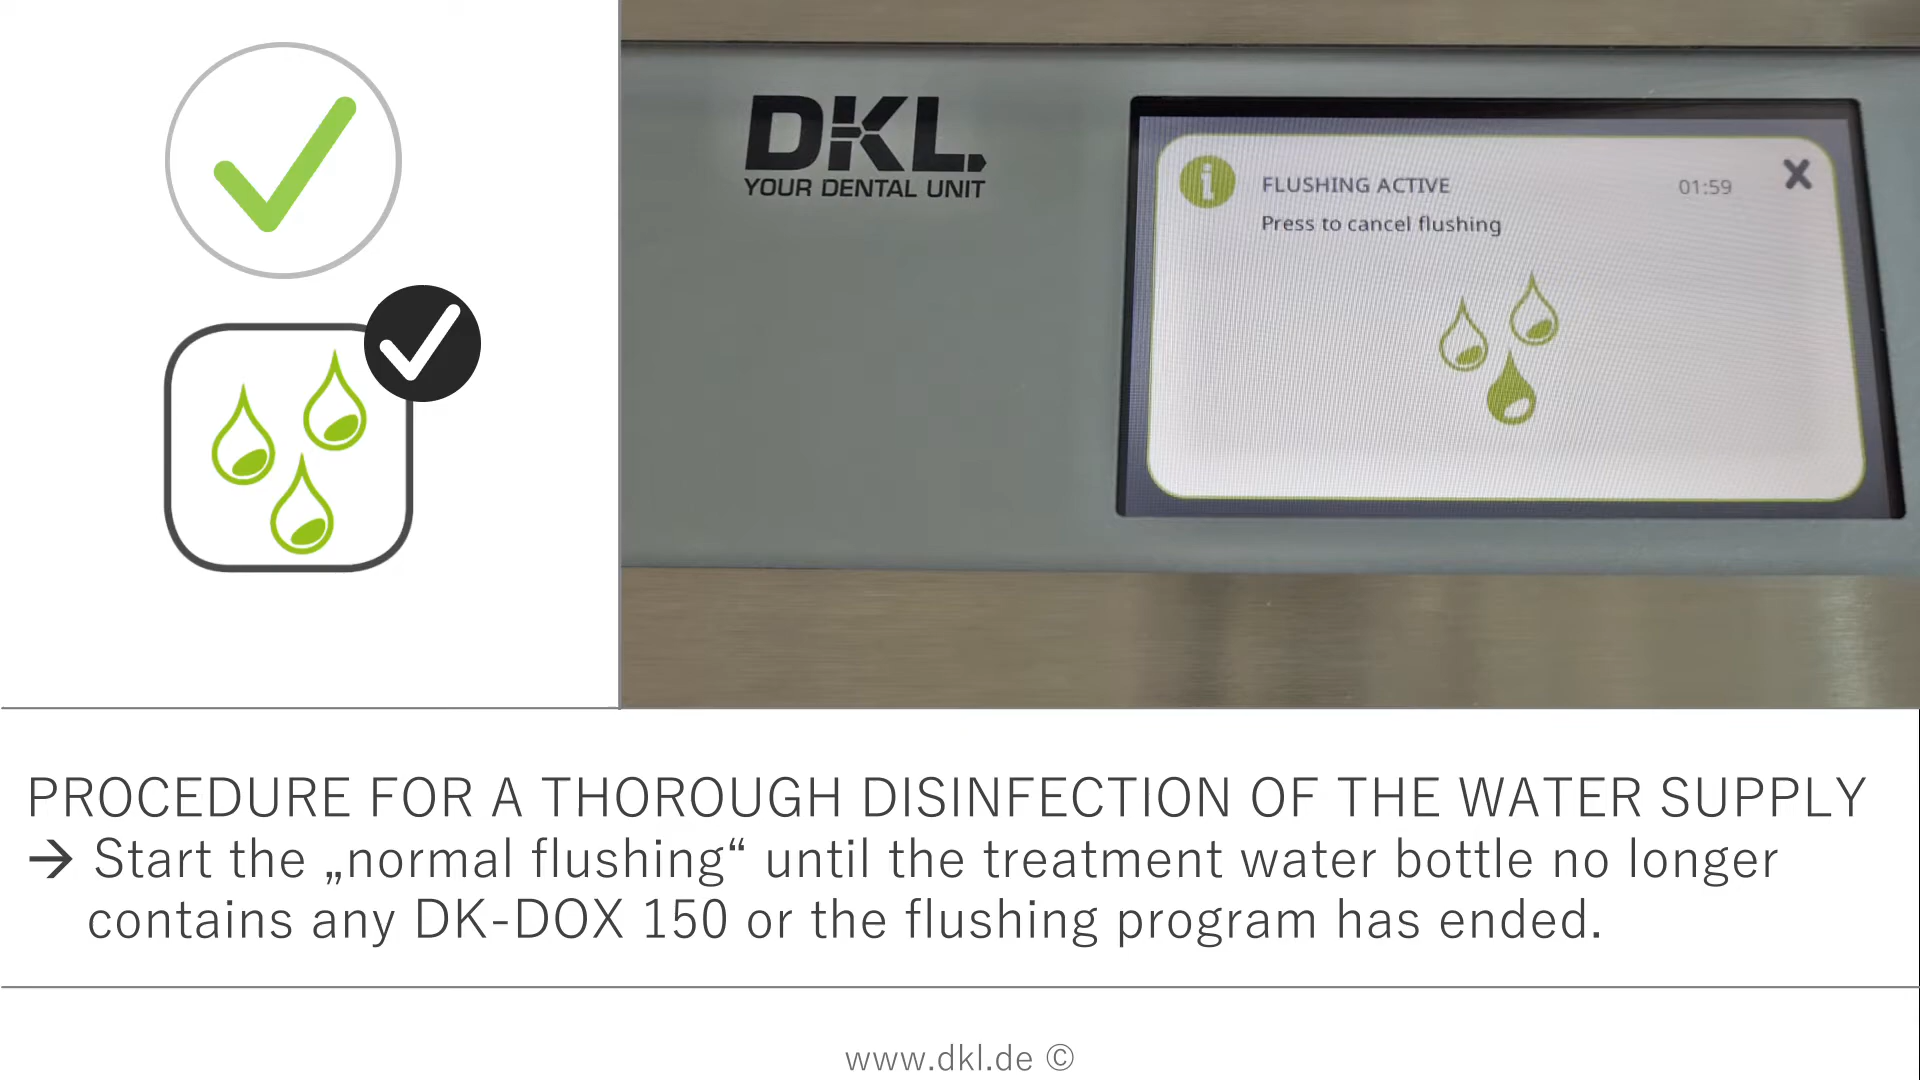 DKL
YOUR DENTAL UNIT
FLUSHING ACTIVE
01:59
X
Press to cancel flushing
PROCEDURE FOR A THOROUGH DISINFECTION OF THE WATER SUPPLY
→ Start the „normal flushing“ until the treatment water bottle no longer
contains any DK-DOX 150 or the flushing program has ended.
www.dkl.de ©